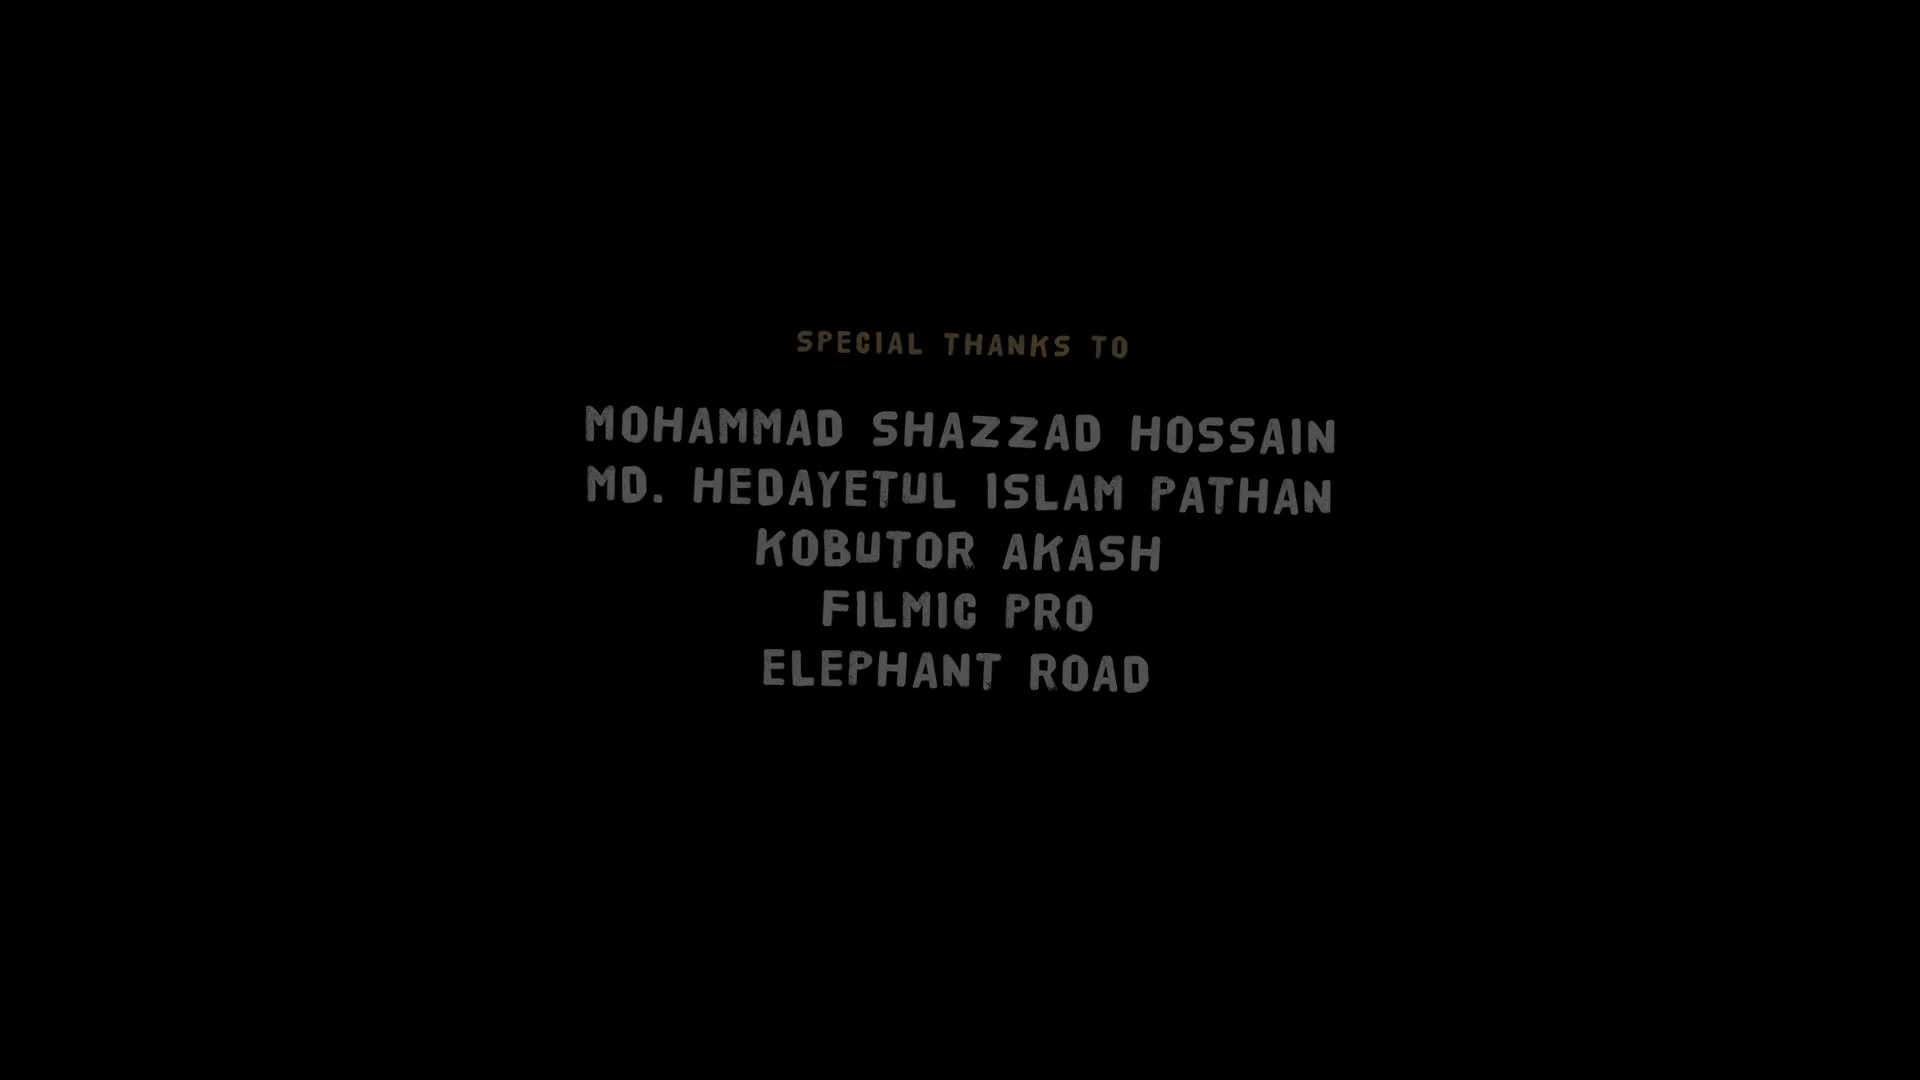 SPECIAL THANKS TO
MOHAMMAD SHAZZAD HOSSAIN
MD. HEDAYETUL ISLAM PATHAN
KOBUTOR AKASH
FILMIC PRO
ELEPHANT ROAD